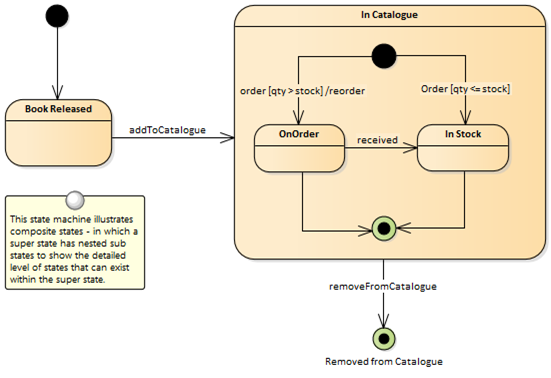 In Catalogue
order [qty > stock] /reorder
Order [qty <= stock]
Book Released
addToCatalogue
OnOrder
received
In Stock
This state machine illustrates
composite states - in which a
super state has nested sub
states to show the detailed
level of states that can exist
within the super state.
removeFromCatalogue
Removed from Catalogue